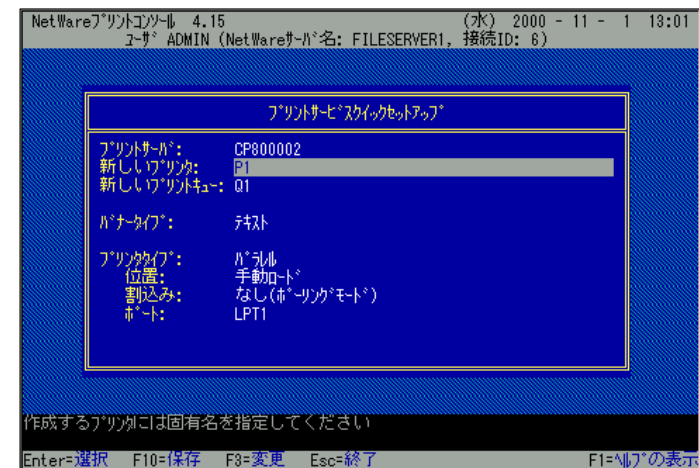 NetWareﾌﾟﾘﾝﾄｺﾝｿｰﾙ 4.15 (水) 2000 - 11 - 1 13:01
ﾕｰｻﾞ ADMIN (NetWareｻｰﾊﾞ名: FILESERVER1, 接続ID: 6)
ﾌﾟﾘﾝﾄｻｰﾋﾞｽｸｲｯｸｾｯﾄｱｯﾌﾟ
ﾌﾟﾘﾝﾄｻｰﾊﾞ: CP800002
新しいﾌﾟﾘﾝﾀ: P1
新しいﾌﾟﾘﾝﾄｷｭｰ: Q1
ﾊﾞﾅｰﾀｲﾌﾟ: ﾃｷｽﾄ
ﾌﾟﾘﾝﾀﾀｲﾌﾟ: ﾊﾟﾗﾚﾙ
位置: 手動ﾛｰﾄﾞ
割込み: なし(ﾎﾟｰﾘﾝｸﾞﾓｰﾄﾞ)
ﾎﾟｰﾄ: LPT1
作成するﾌﾟﾘﾝﾀには固有名を指定してください
Enter=選択 F10=保存 F3=変更 Esc=終了 F1=ﾍﾙﾌﾟの表示